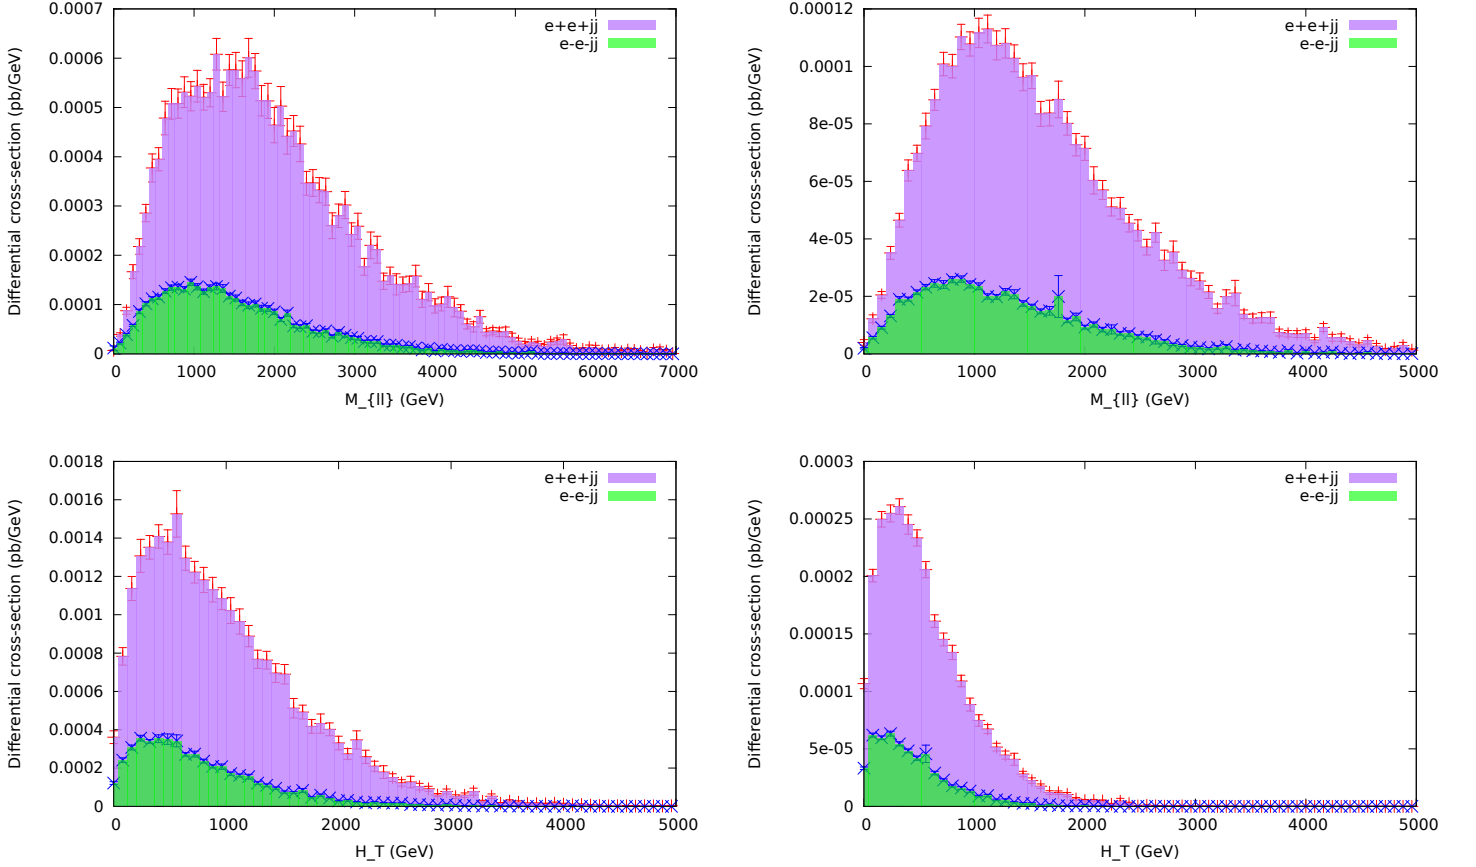 Differential cross-section (pb/GeV)
0.0007
0.0006
0.0005
0.0004
0.0003
0.0002
0.0001
0
e+e+jj
e-e-jj
0 1000 2000 3000 4000 5000 6000 7000
M_{ll} (GeV)
Differential cross-section (pb/GeV)
0.00012
0.0001
8e-05
6e-05
4e-05
2e-05
0
e+e+jj
e-e-jj
0 1000 2000 3000 4000 5000
M_{ll} (GeV)
Differential cross-section (pb/GeV)
0.0018
0.0016
0.0014
0.0012
0.001
0.0008
0.0006
0.0004
0.0002
0
e+e+jj
e-e-jj
0 1000 2000 3000 4000 5000
H_T (GeV)
Differential cross-section (pb/GeV)
0.0003
0.00025
0.0002
0.00015
0.0001
5e-05
0
e+e+jj
e-e-jj
0 1000 2000 3000 4000 5000
H_T (GeV)